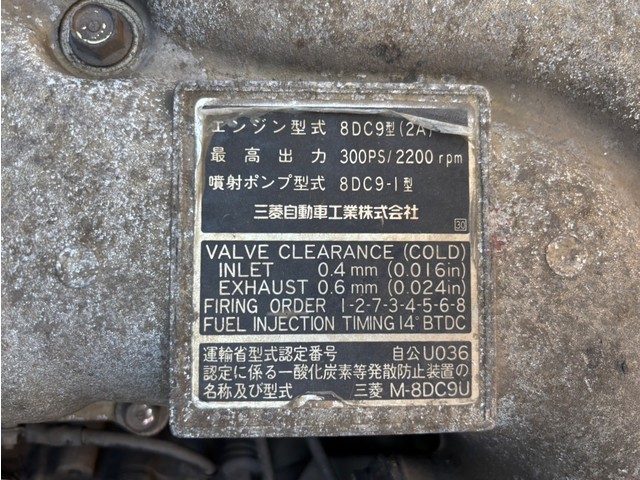 エンジン型式 8DC9型(2A)
最高出力 300PS/2200rpm
噴射ポンプ型式 8DC9-1型
三菱自動車工業株式会社
30
VALVE CLEARANCE (COLD)
INLET 0.4mm (0.016in)
EXHAUST 0.6mm (0.024in)
FIRING ORDER 1-2-7-3-4-5-6-8
FUEL INJECTION TIMING 14° BTDC
運輸省型式認定番号 自公U036
認定に係る一酸化炭素等発散防止装置の
名称及び型式 三菱 M-8DC9U